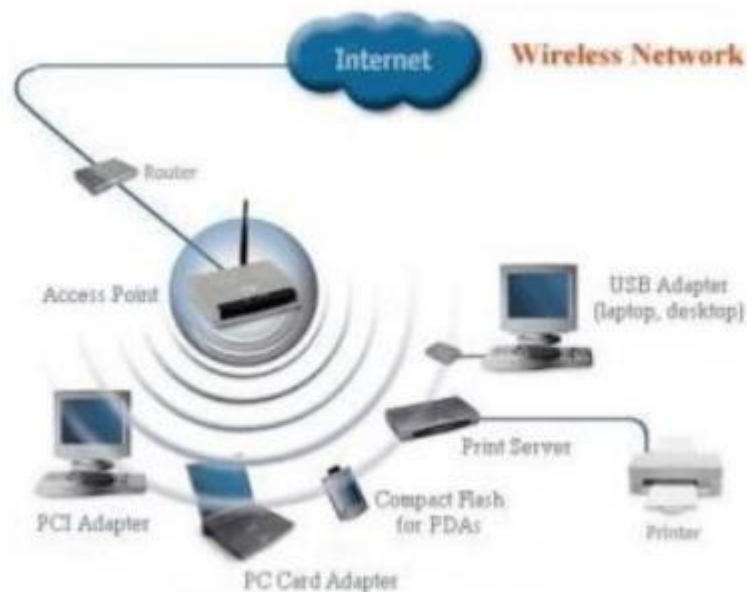 Internet
Wireless Network
Router
Access Point
USB Adapter
(laptop, desktop)
Print Server
PCI Adapter
Compact Flash
for PDAs
Printer
PC Card Adapter